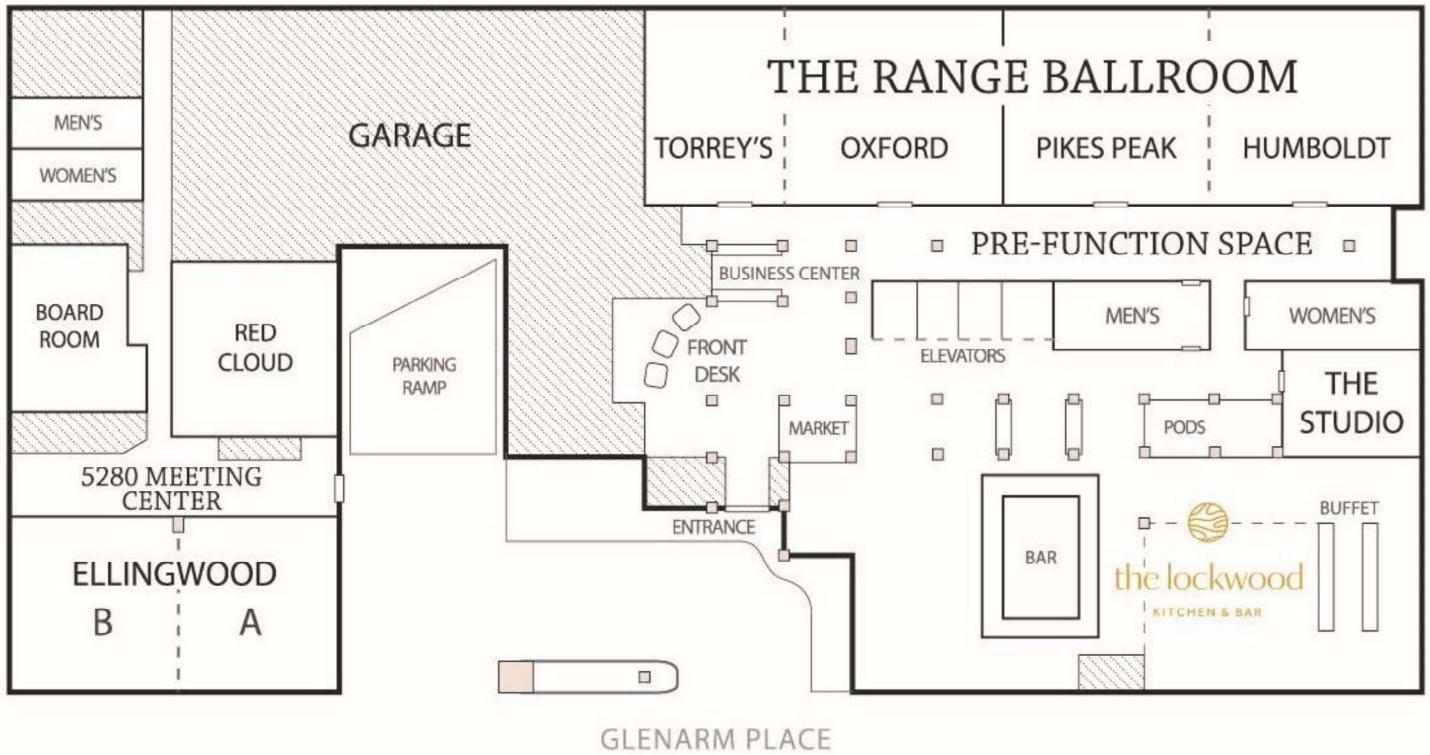 THE RANGE BALLROOM
TORREY'S
OXFORD
PIKES PEAK
HUMBOLDT
GARAGE
MEN'S
WOMEN'S
PRE-FUNCTION SPACE
BUSINESS CENTER
BOARD
ROOM
RED
CLOUD
PARKING
RAMP
FRONT
DESK
ELEVATORS
MEN'S
WOMEN'S
THE
STUDIO
MARKET
PODS
5280 MEETING
CENTER
ENTRANCE
BUFFET
BAR
the lockwood
KITCHEN & BAR
ELLINGWOOD
B
A
GLENARM PLACE